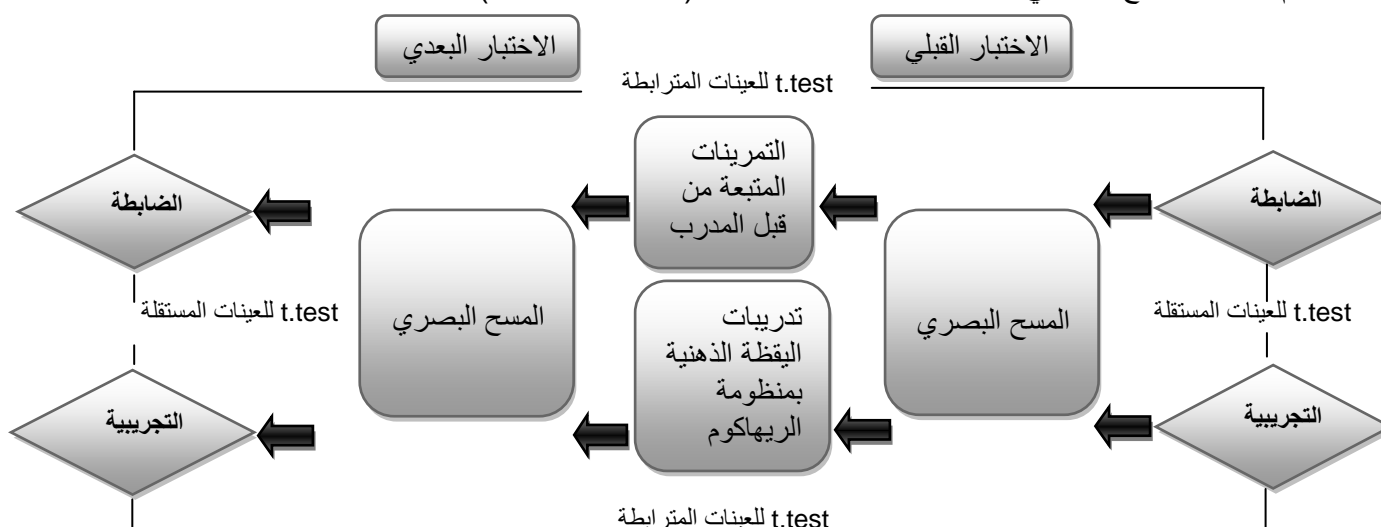 الاختبار القبلي
الاختبار البعدي
t.test للعينات المترابطة
الضابطة
التمرينات
المتبعة من
قبل المدرب
الضابطة
المسح البصري
المسح البصري
t.test للعينات المستقلة
t.test للعينات المستقلة
تدريبات
اليقظة الذهنية
بمنظومة
الريهاكوم
التجريبية
التجريبية
t.test للعينات المترابطة